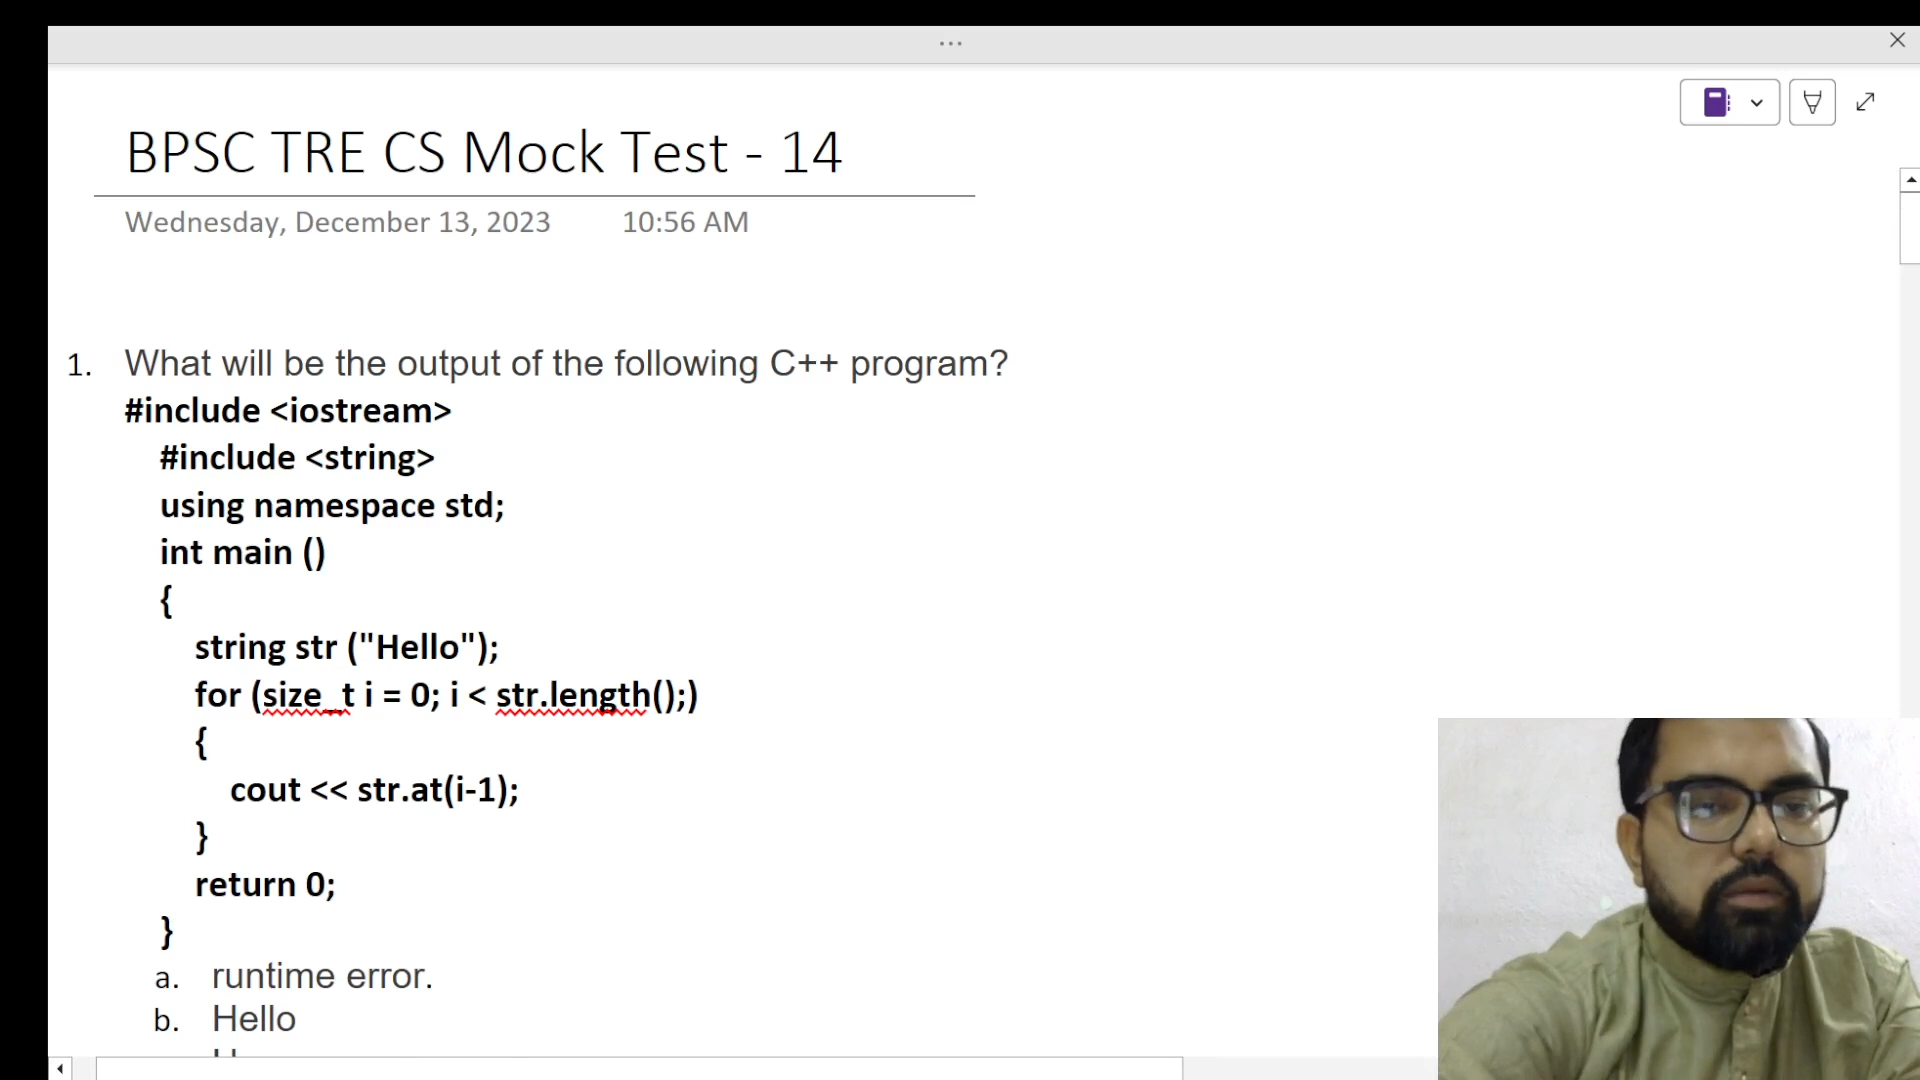 BPSC TRE CS Mock Test - 14
Wednesday, December 13, 2023 10:56 AM
1. What will be the output of the following C++ program?
#include <iostream>
#include <string>
using namespace std;
int main ()
{
string str ("Hello");
for (size_t i = 0; i < str.length();)
{
cout << str.at(i-1);
}
return 0;
}
a. runtime error.
b. Hello